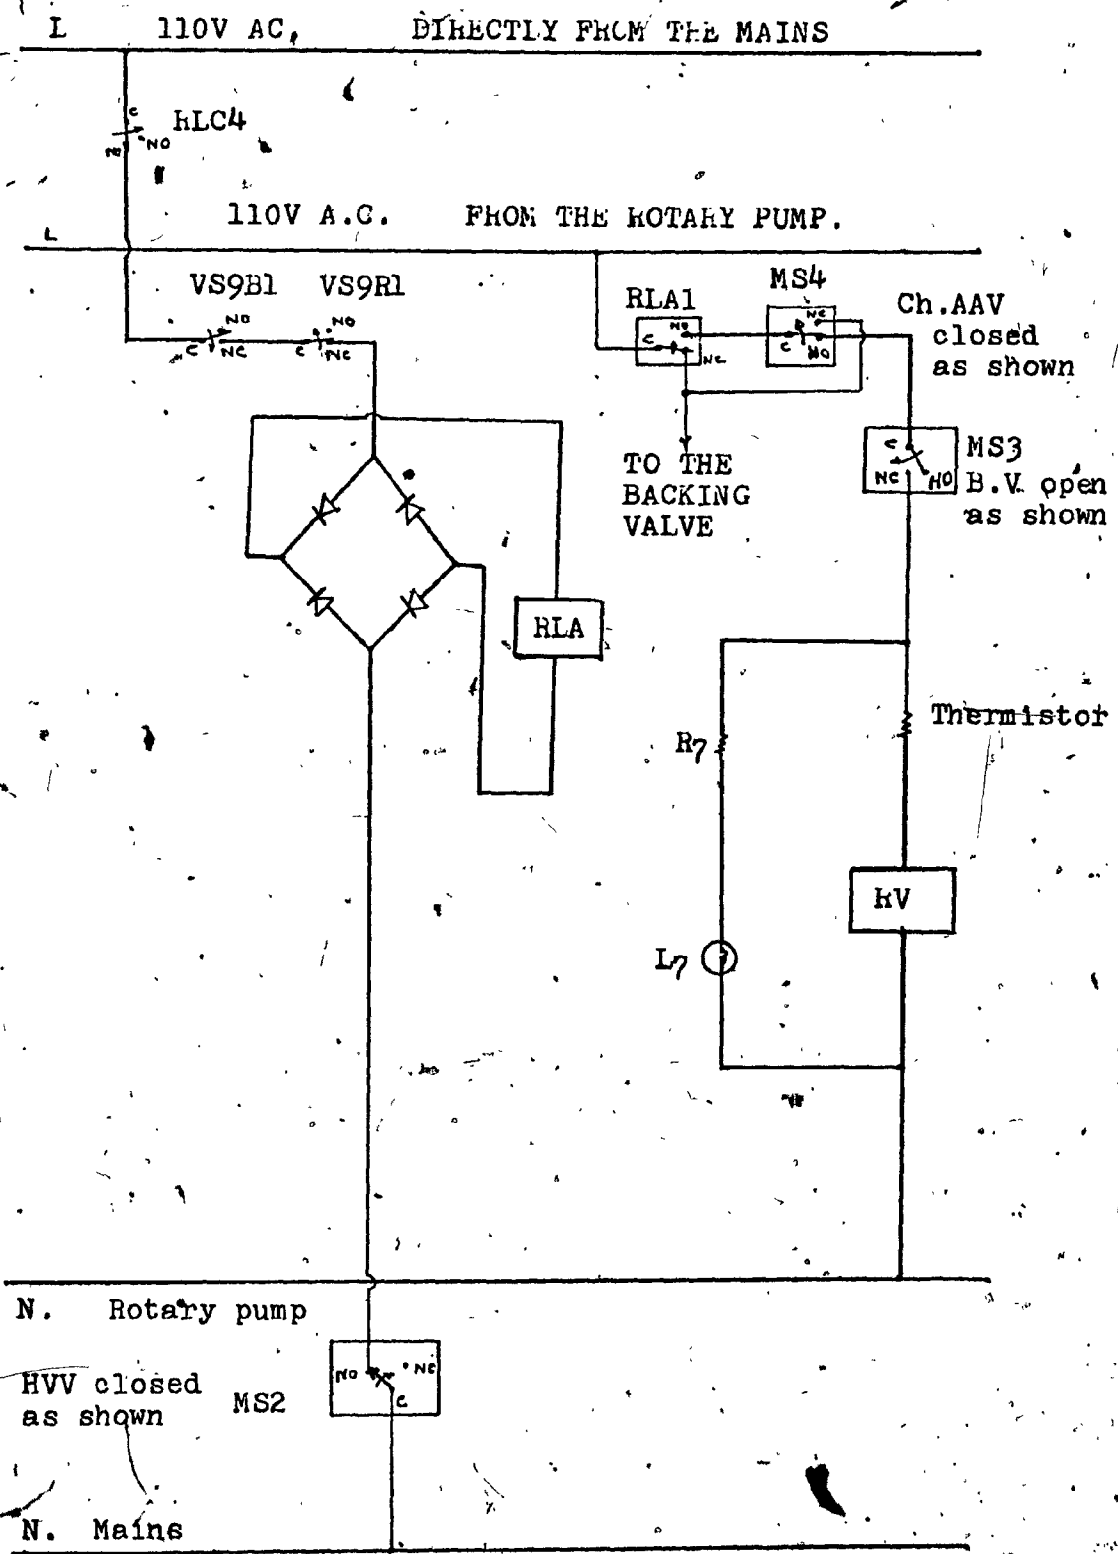 L 110V AC, DIRECTLY FROM THE MAINS
C
RLC4
NO
NC
110V A.C. FROM THE ROTARY PUMP.
L
VS9B1 VS9R1
NO NO
C NC C NC
RLA1
NO
C
NC
MS4
NC
C
NO
Ch.AAV
closed
as shown
C
NC
NO
MS3
B.V. open
as shown
TO THE
BACKING
VALVE
RLA
R7
Thermistor
RV
L7
N. Rotary pump
NO NC
C
HVV closed
as shown
MS2
N. Mains